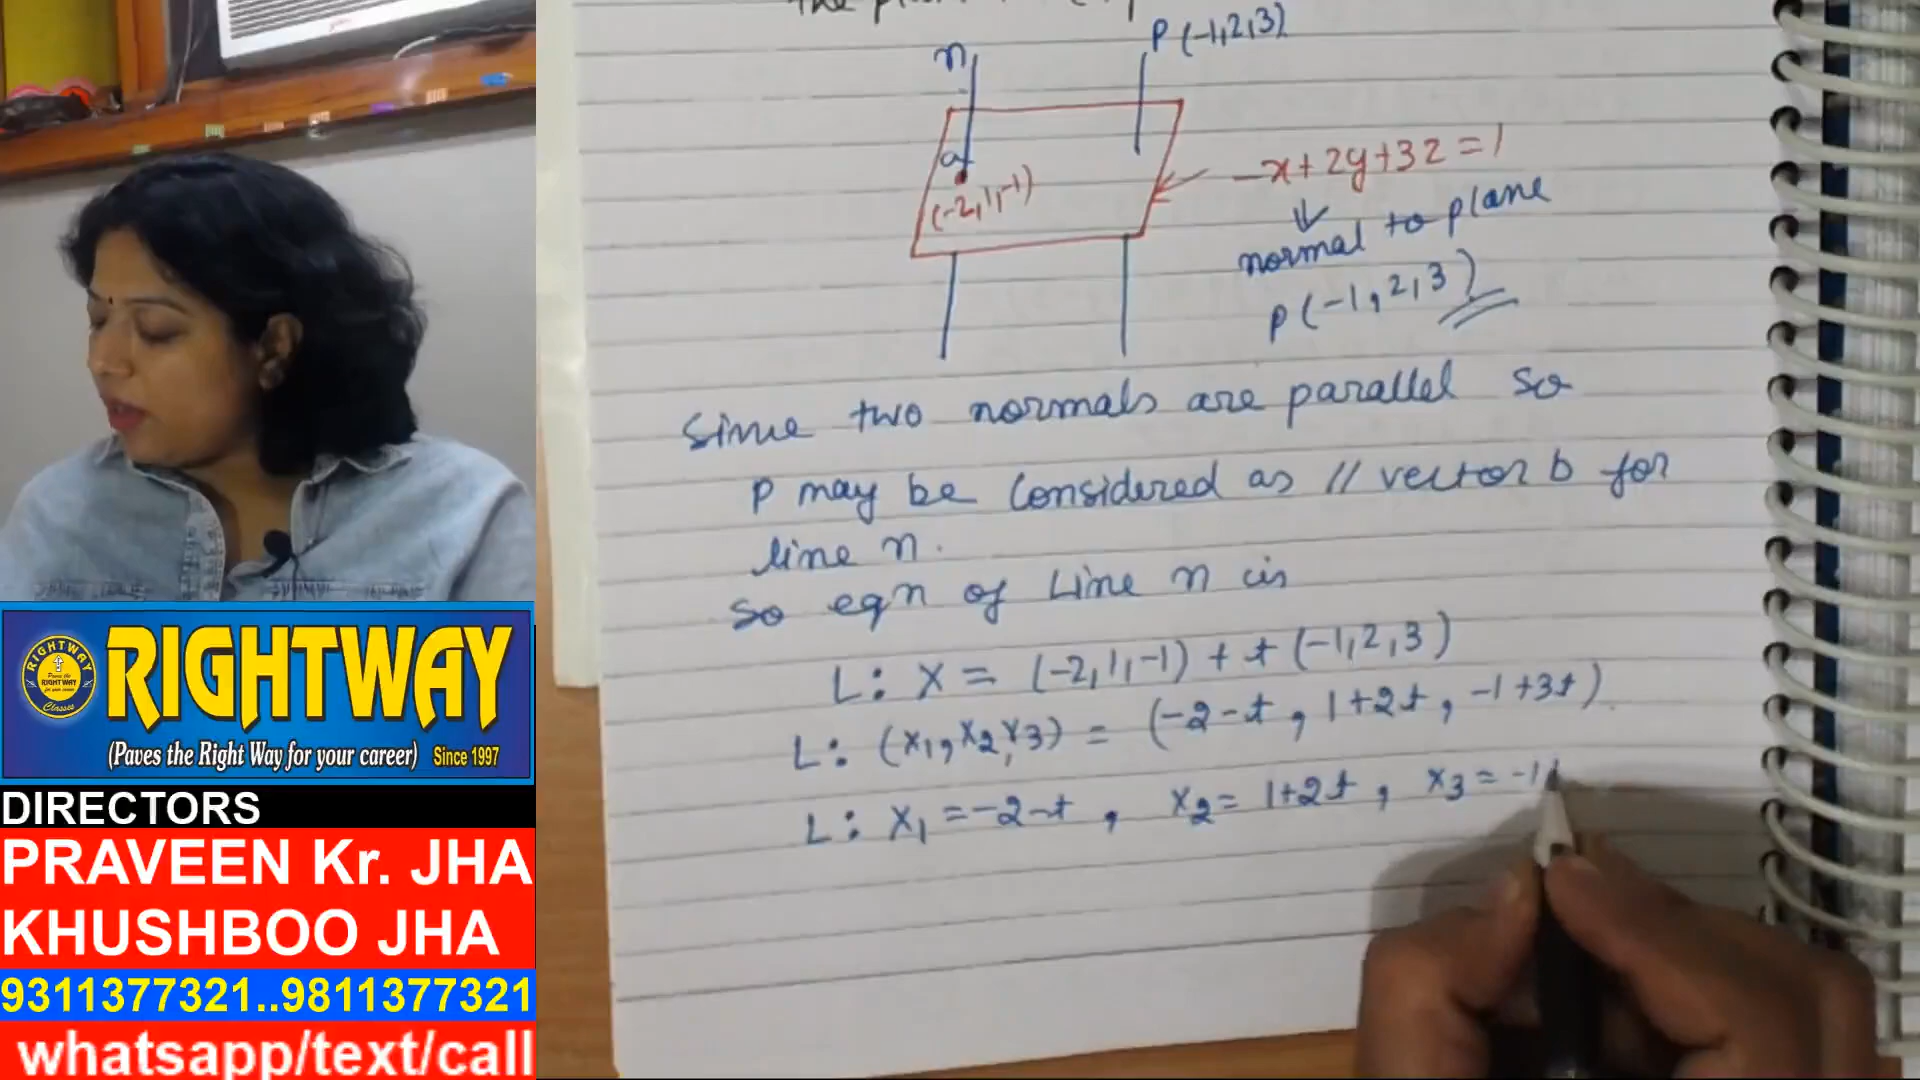 the
n
P(-1,2,3)
a
(-2,1,-1)
-x+2y+3z=1
normal to plane
P(-1,2,3)
Since two normals are parallel so
P may be Considered as // vector b for
line n.
So eqn of Line n is
L: X = (-2,1,-1) + t(-1,2,3)
L: (x1,x2,x3) = (-2-t, 1+2t, -1+3t).
L: x1=-2-t, x2=1+2t, x3=-1
RIGHTWAY
RIGHTWAY
Classes
(Paves the Right Way for your career) Since 1997
DIRECTORS
PRAVEEN Kr. JHA
KHUSHBOO JHA
9311377321..9811377321
whatsapp/text/call